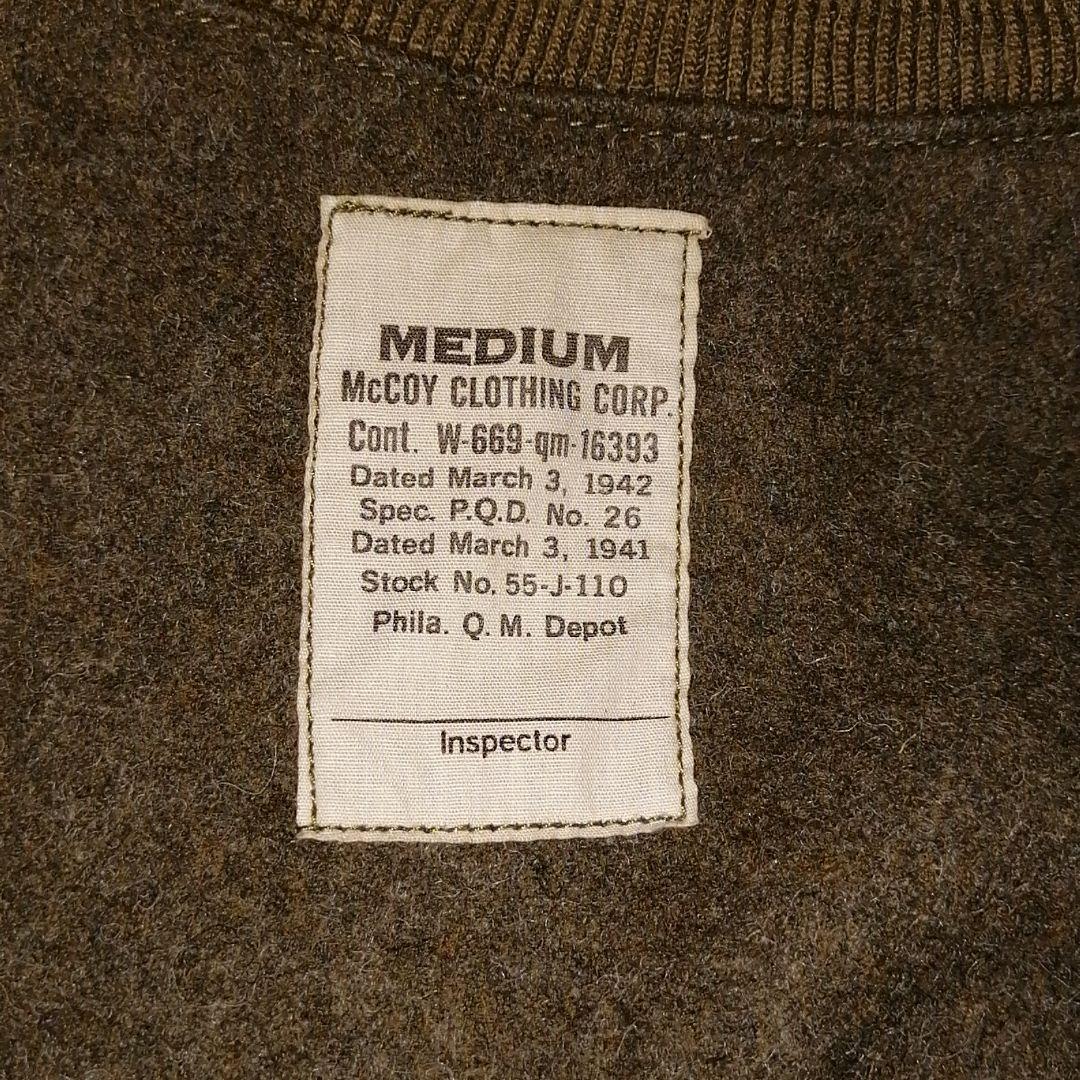 MEDIUM
McCOY CLOTHING CORP.
Cont. W-669-qm-16393
Dated March 3, 1942
Spec. P.Q.D. No. 26
Dated March 3, 1941
Stock No. 55-J-110
Phila. Q. M. Depot
Inspector